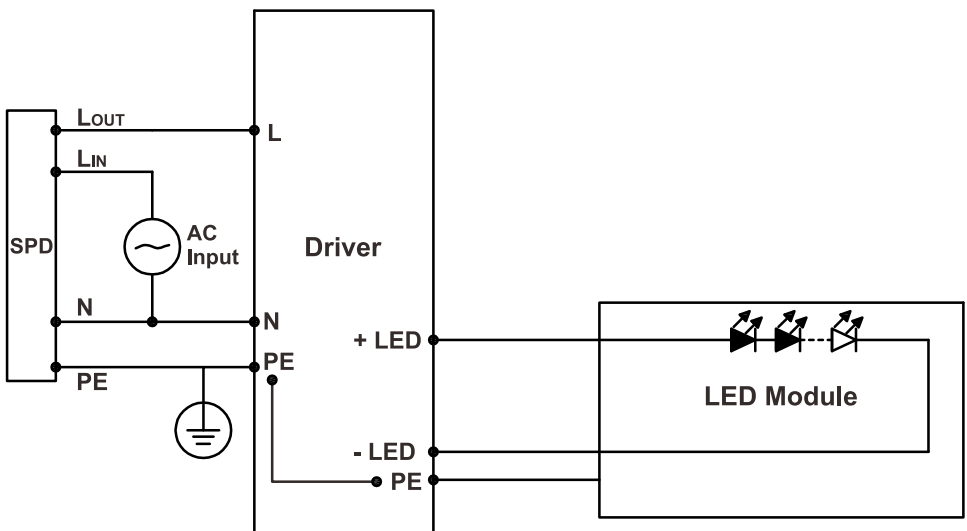 LOUT
L
LIN
SPD
AC
Input
Driver
N
N
PE
PE
+ LED
LED Module
- LED
PE